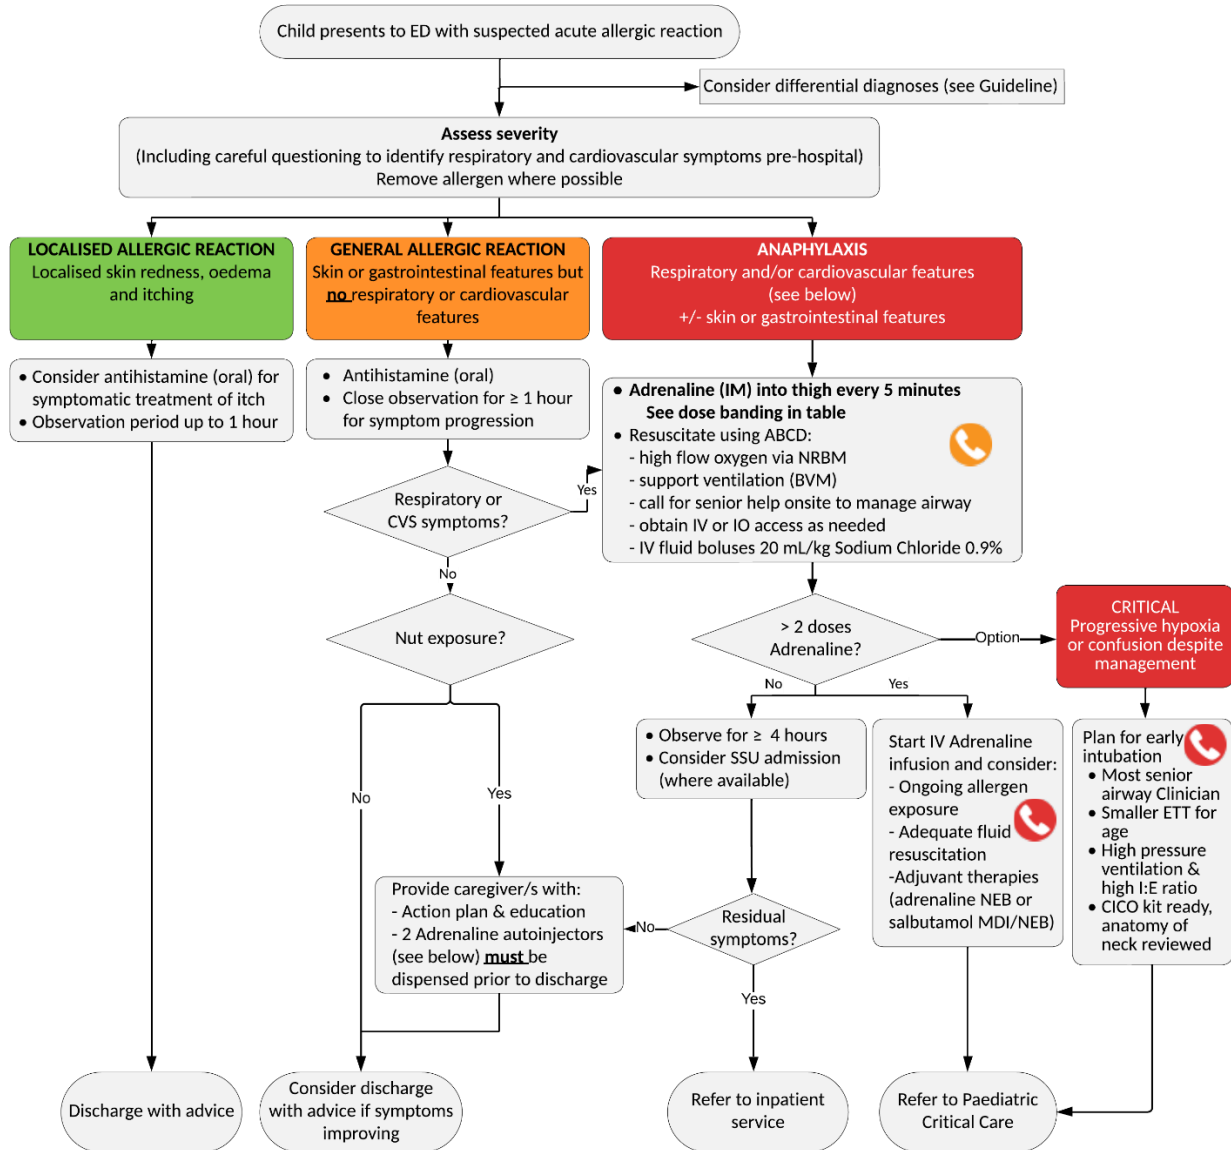 Child presents to ED with suspected acute allergic reaction
Consider differential diagnoses (see Guideline)
Assess severity
(Including careful questioning to identify respiratory and cardiovascular symptoms pre-hospital)
Remove allergen where possible
LOCALISED ALLERGIC REACTION
Localised skin redness, oedema
and itching
GENERAL ALLERGIC REACTION
Skin or gastrointestinal features but
no respiratory or cardiovascular
features
ANAPHYLAXIS
Respiratory and/or cardiovascular features
(see below)
+/- skin or gastrointestinal features
• Consider antihistamine (oral) for
symptomatic treatment of itch
• Observation period up to 1 hour
• Antihistamine (oral)
• Close observation for ≥ 1 hour
for symptom progression
• Adrenaline (IM) into thigh every 5 minutes
See dose banding in table
• Resuscitate using ABCD:
- high flow oxygen via NRBM
- support ventilation (BVM)
- call for senior help onsite to manage airway
- obtain IV or IO access as needed
- IV fluid boluses 20 mL/kg Sodium Chloride 0.9%
Respiratory or
CVS symptoms?
Yes
No
Nut exposure?
No
Yes
> 2 doses
Adrenaline?
Option
No
Yes
CRITICAL
Progressive hypoxia
or confusion despite
management
• Observe for ≥ 4 hours
• Consider SSU admission
(where available)
Start IV Adrenaline
infusion and consider:
- Ongoing allergen
exposure
- Adequate fluid
resuscitation
-Adjuvant therapies
(adrenaline NEB or
salbutamol MDI/NEB)
Plan for early
intubation
• Most senior
airway Clinician
• Smaller ETT for
age
• High pressure
ventilation &
high I:E ratio
• CICO kit ready,
anatomy of
neck reviewed
Provide caregiver/s with:
- Action plan & education
- 2 Adrenaline autoinjectors
(see below) must be
dispensed prior to discharge
No
Residual
symptoms?
Yes
Discharge with advice
Consider discharge
with advice if symptoms
improving
Refer to inpatient
service
Refer to Paediatric
Critical Care